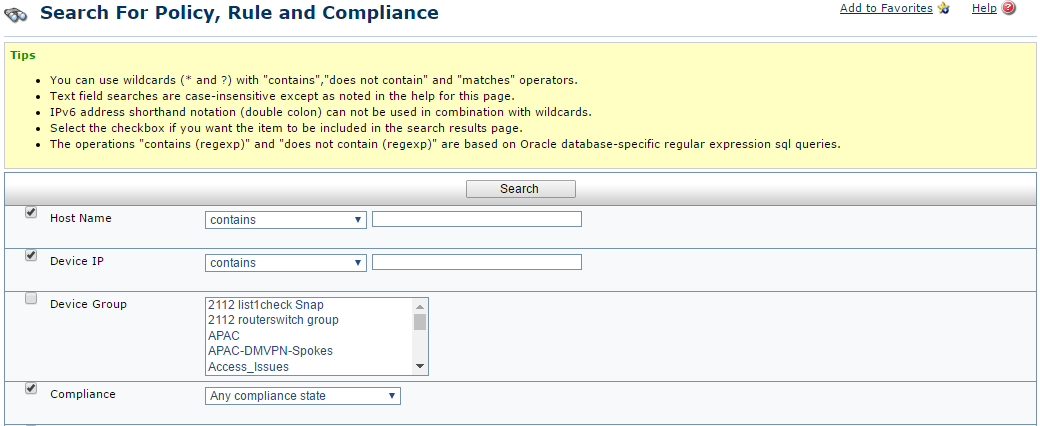 Search For Policy, Rule and Compliance
Add to Favorites Help ?
Tips
• You can use wildcards (* and ?) with "contains","does not contain" and "matches" operators.
• Text field searches are case-insensitive except as noted in the help for this page.
• IPv6 address shorthand notation (double colon) can not be used in combination with wildcards.
• Select the checkbox if you want the item to be included in the search results page.
• The operations "contains (regexp)" and "does not contain (regexp)" are based on Oracle database-specific regular expression sql queries.
Search
Host Name contains
Device IP contains
Device Group
2112 list1check Snap
2112 routerswitch group
APAC
APAC-DMVPN-Spokes
Access_Issues
Compliance Any compliance state